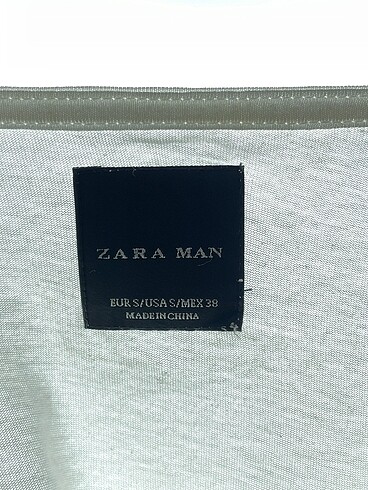 ZARA MAN
EUR S/USA S/MEX 38
MADE IN CHINA